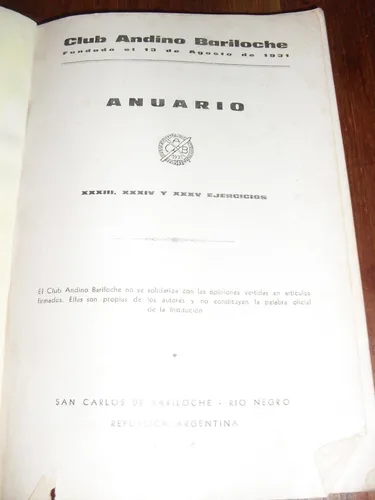 Club Andino Bariloche
Fundado el 13 de Agosto de 1931
ANUARIO
C A B
1931
XXXIII, XXXIV Y XXXV EJERCICIOS
El Club Andino Bariloche no se solidariza con las opiniones vertidas en artículos
firmados. Ellas son propias de los autores y no constituyen la palabra oficial
de la Institución
SAN CARLOS DE BARILOCHE - RIO NEGRO
REPUBLICA ARGENTINA